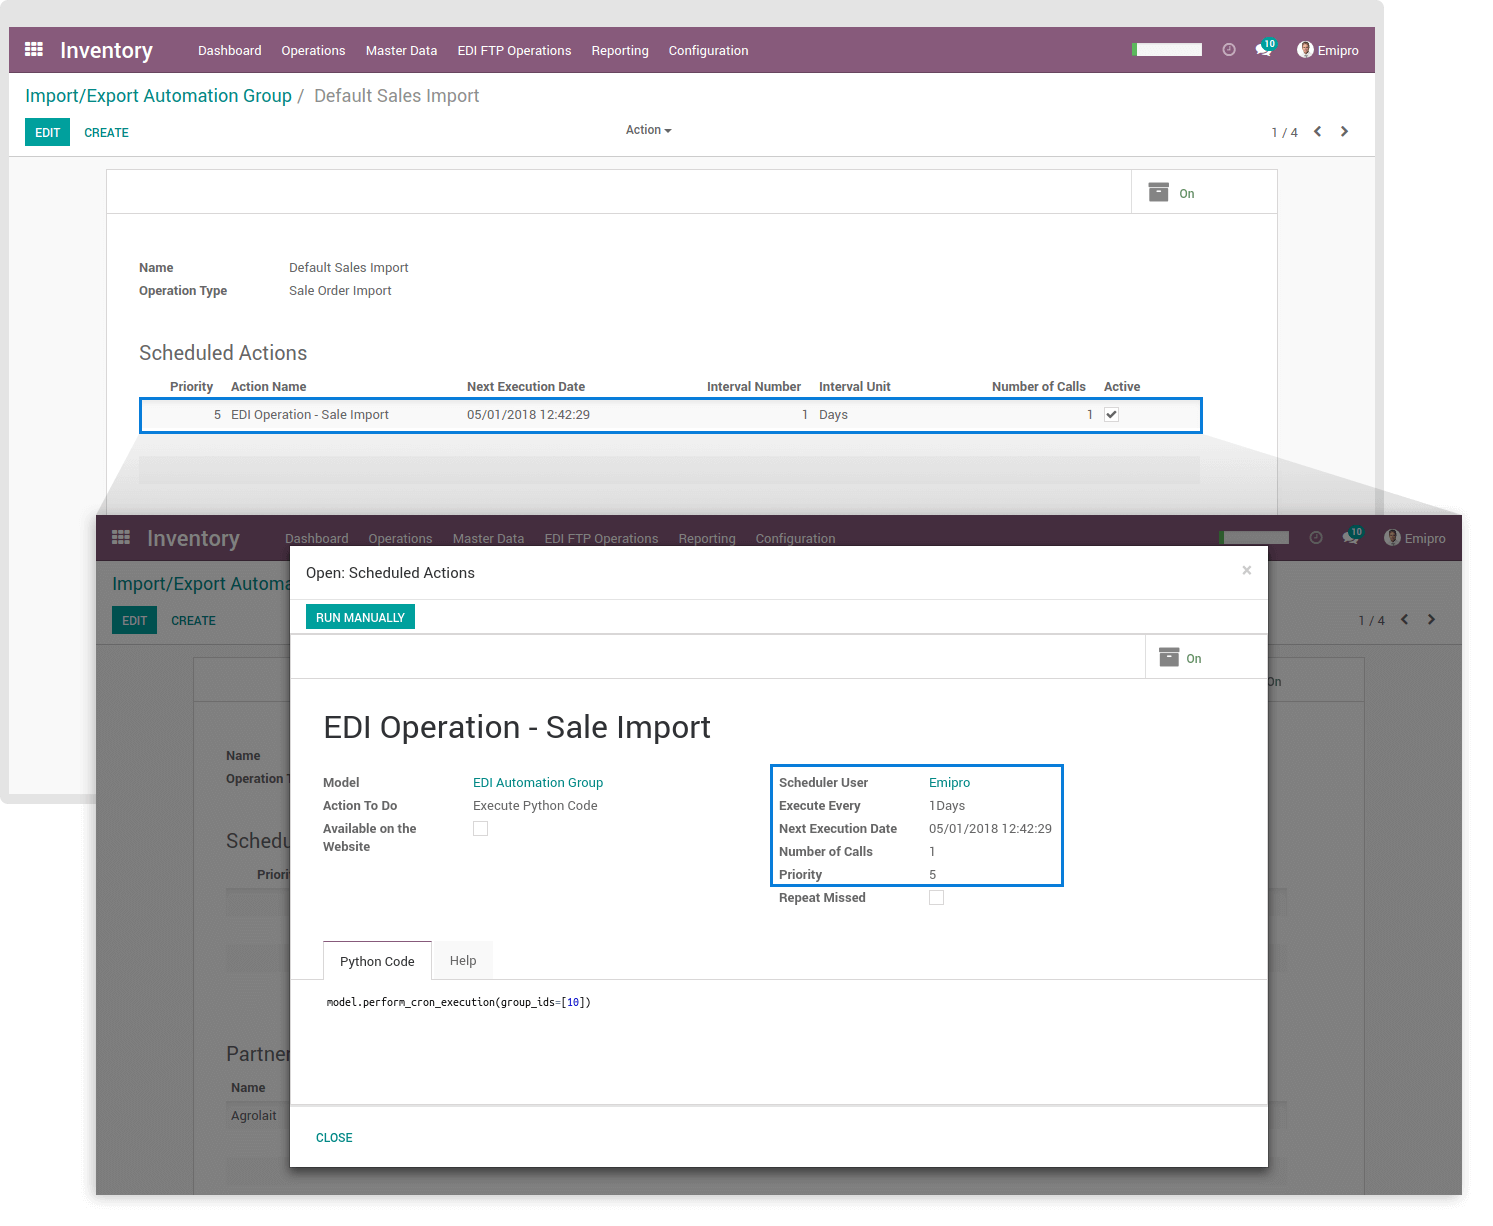 Inventory Dashboard Operations Master Data EDI FTP Operations Reporting Configuration 10 Emipro
Import/Export Automation Group / Default Sales Import
EDIT CREATE Action 1 / 4
On
Name Default Sales Import
Operation Type Sale Order Import
Scheduled Actions
Priority Action Name Next Execution Date Interval Number Interval Unit Number of Calls Active
5 EDI Operation - Sale Import 05/01/2018 12:42:29 1 Days 1
Inventory Dashboard Operations Master Data EDI FTP Operations Reporting Configuration 10 Emipro
Import/Export Automa
EDIT CREATE 1 / 4
Open: Scheduled Actions
×
RUN MANUALLY
On
On
EDI Operation - Sale Import
Name
Operation T
Model EDI Automation Group
Action To Do Execute Python Code
Available on the
Website
Scheduler User Emipro
Execute Every 1Days
Next Execution Date 05/01/2018 12:42:29
Number of Calls 1
Priority 5
Repeat Missed
Schedu
Priori
Python Code Help
model.perform_cron_execution(group_ids=[10])
Partner
Name
Agrolait
CLOSE